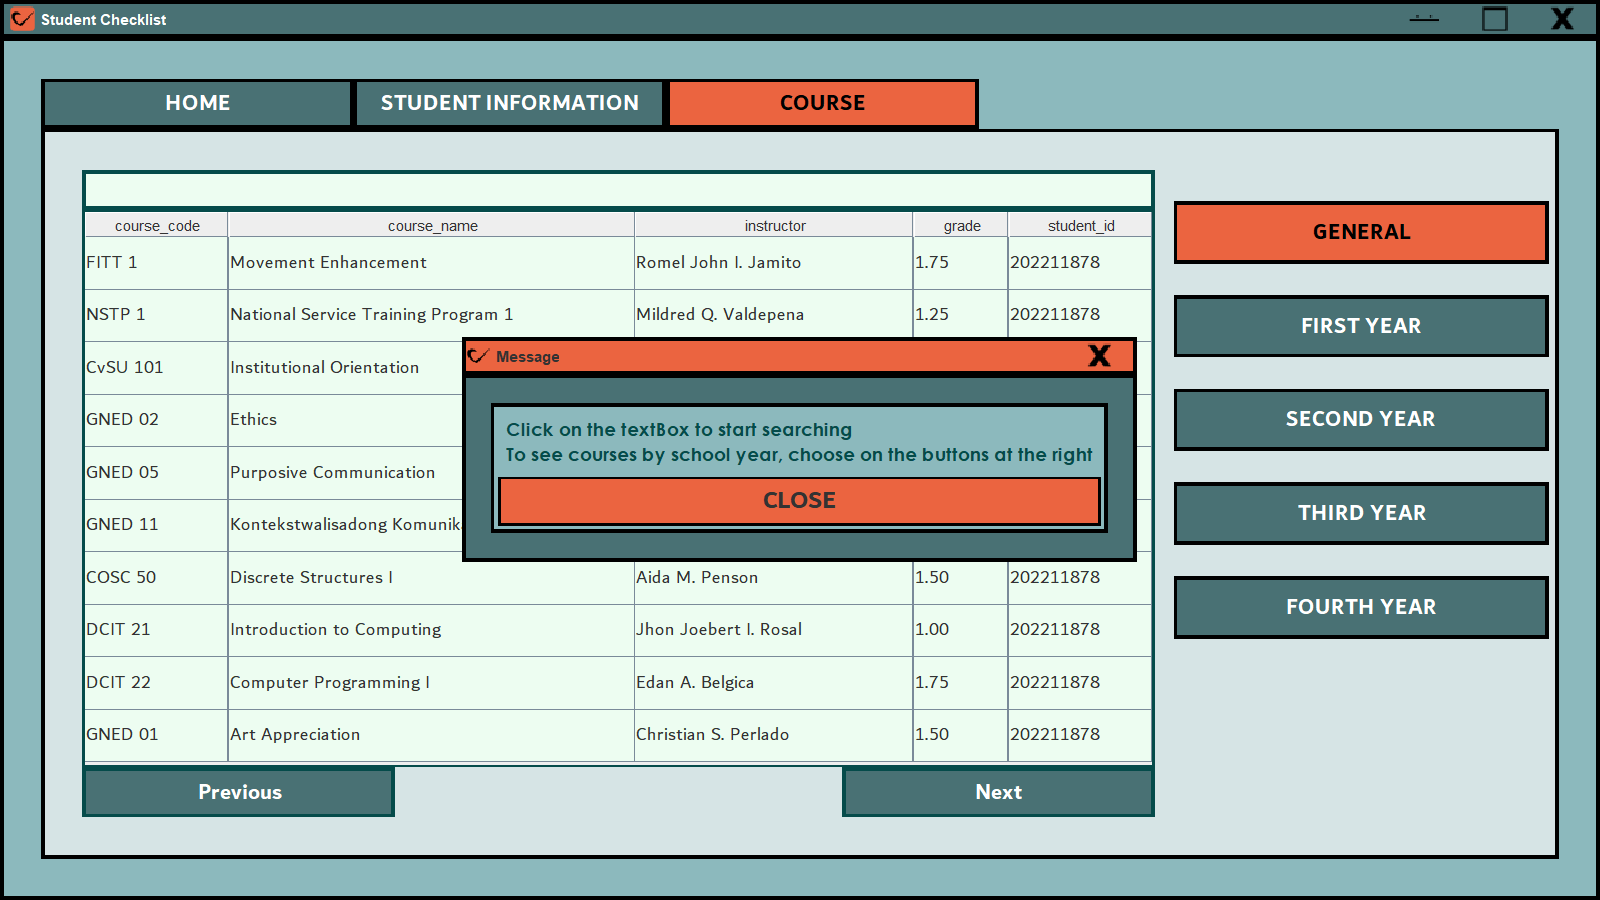 Student Checklist
HOME STUDENT INFORMATION COURSE
course_code course_name instructor grade student_id
FITT 1 Movement Enhancement Romel John I. Jamito 1.75 202211878
NSTP 1 National Service Training Program 1 Mildred Q. Valdepena 1.25 202211878
CvSU 101 Institutional Orientation
GNED 02 Ethics
GNED 05 Purposive Communication
GNED 11 Kontekstwalisadong
COSC 50 Discrete Structures I Aida M. Penson 1.50 202211878
DCIT 21 Introduction to Computing Jhon Joebert I. Rosal 1.00 202211878
DCIT 22 Computer Programming I Edan A. Belgica 1.75 202211878
GNED 01 Art Appreciation Christian S. Perlado 1.50 202211878
Previous Next
Message X
Click on the textBox to start searching
To see courses by school year, choose on the buttons at the right
CLOSE
GENERAL
FIRST YEAR
SECOND YEAR
THIRD YEAR
FOURTH YEAR